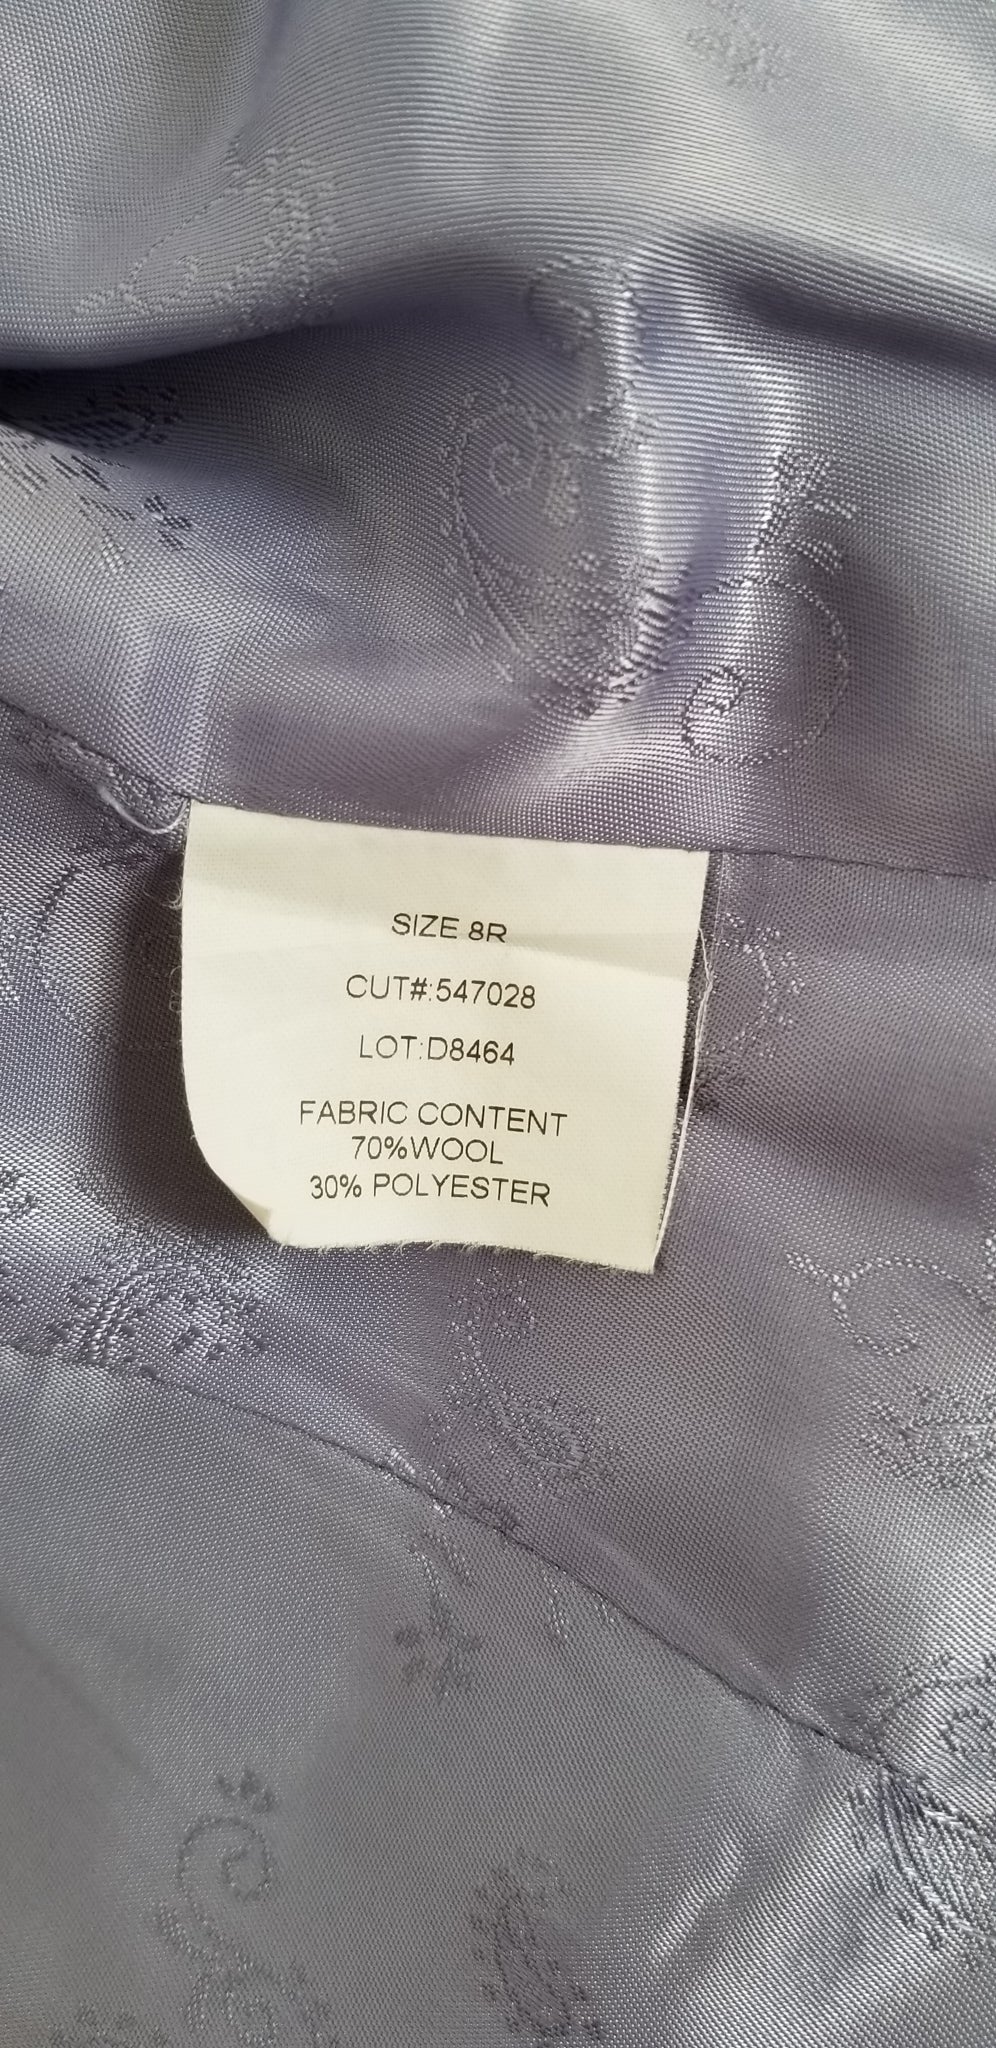 SIZE 8R
CUT#:547028
LOT:D8464
FABRIC CONTENT
70%WOOL
30% POLYESTER